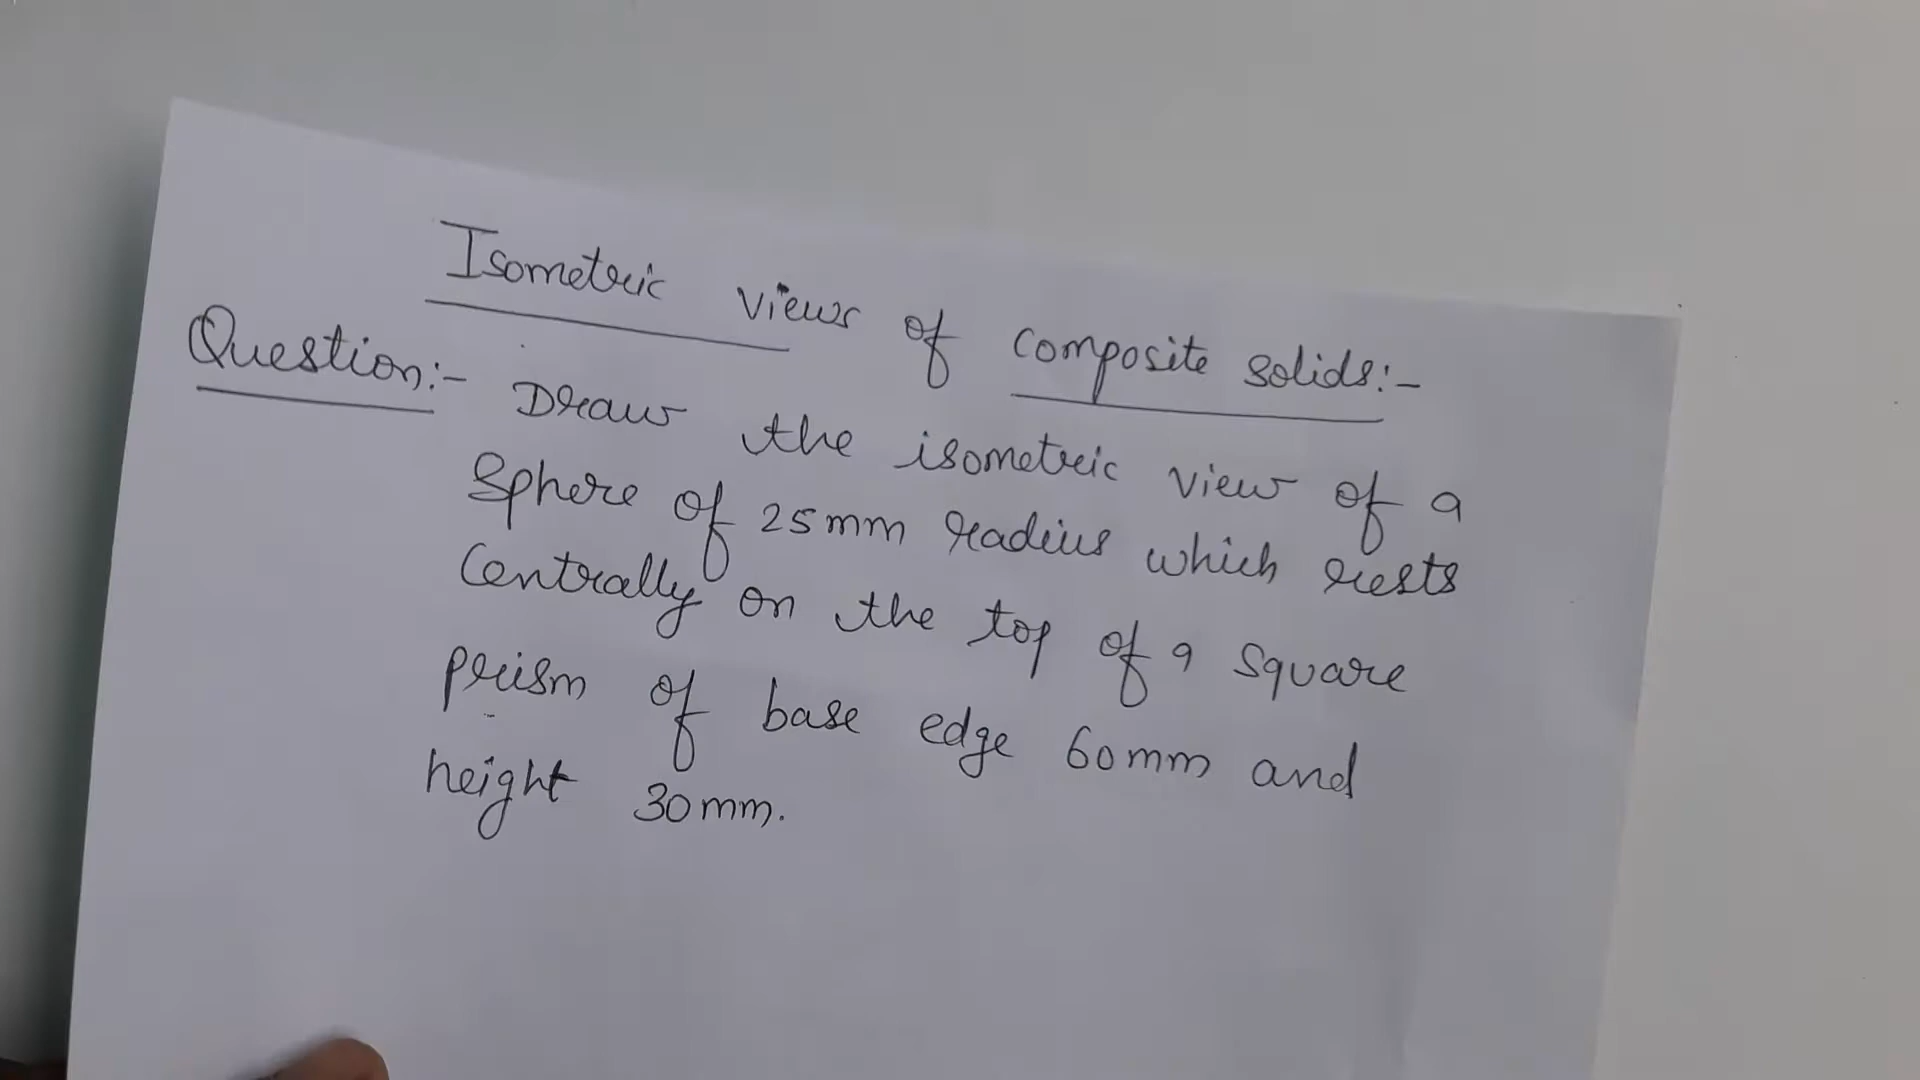 Isometric views of composite solids:-
Question:- Draw the isometric view of a
Sphere of 25mm radius which rests
Centrally on the top of a square
prism of base edge 60mm and
height 30mm.